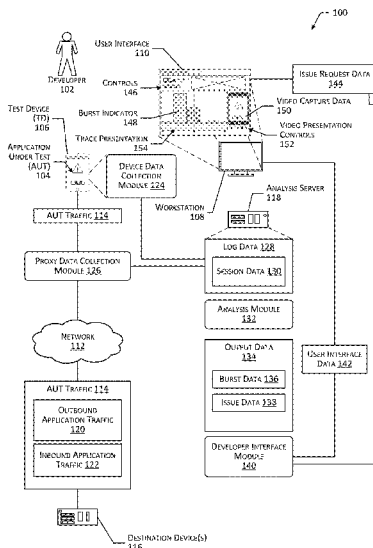 100
USER INTERFACE
110
DEVELOPER
102
CONTROLS
146
BURST INDICATOR
148
TRACE PRESENTATION
154
ISSUE REQUEST DATA
144
VIDEO CAPTURE DATA
150
VIDEO PRESENTATION
CONTROLS
152
TEST DEVICE
(TD)
106
APPLICATION
UNDER TEST
(AUT)
104
DEVICE DATA
COLLECTION
MODULE 124
WORKSTATION
108
ANALYSIS SERVER
118
AUT TRAFFIC 114
PROXY DATA COLLECTION
MODULE 126
LOG DATA 128
SESSION DATA 130
ANALYSIS MODULE
132
NETWORK
112
OUTPUT DATA
134
BURST DATA 136
ISSUE DATA 138
USER INTERFACE
DATA 142
AUT TRAFFIC 114
OUTBOUND
APPLICATION TRAFFIC
120
INBOUND APPLICATION
TRAFFIC 122
DEVELOPER INTERFACE
MODULE
140
DESTINATION DEVICE(S)
116